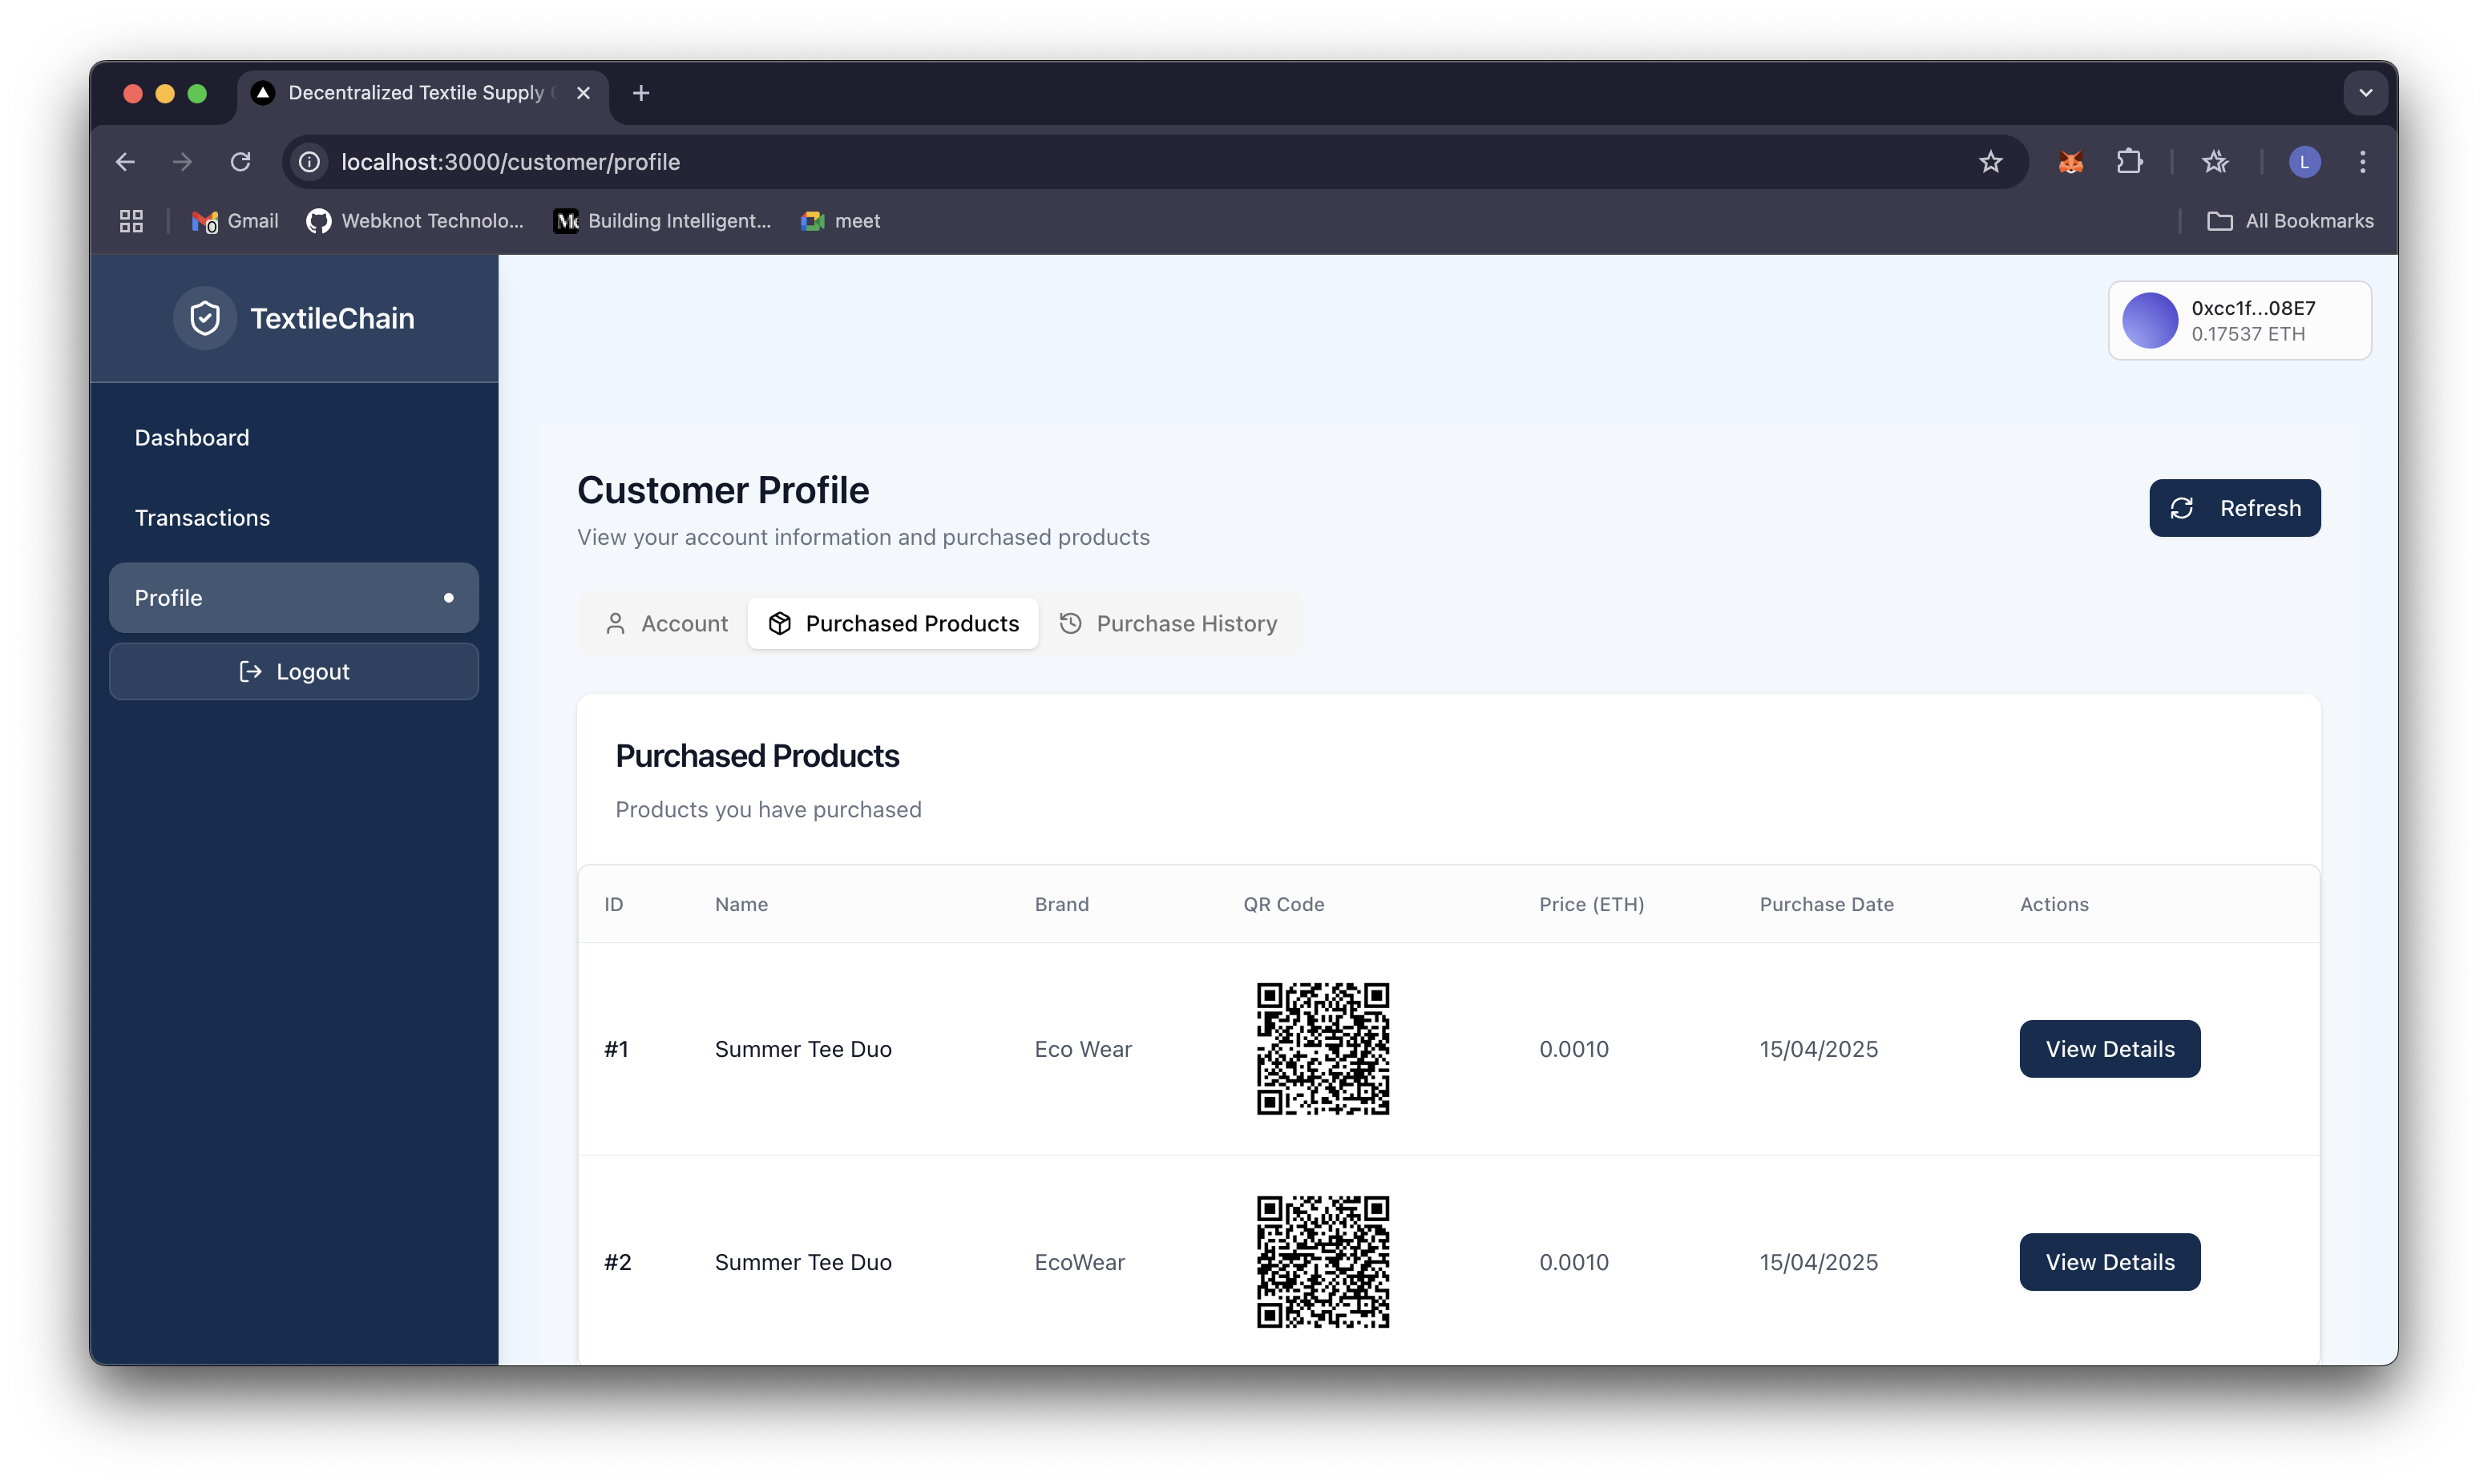 Decentralized Textile Supply
localhost:3000/customer/profile
L
Gmail
Webknot Technolo...
Building Intelligent...
meet
All Bookmarks
TextileChain
0xcc1f...08E7
0.17537 ETH
Dashboard
Transactions
Profile
Logout
Customer Profile
View your account information and purchased products
Refresh
Account
Purchased Products
Purchase History
Purchased Products
Products you have purchased
ID Name Brand QR Code Price (ETH) Purchase Date Actions
#1 Summer Tee Duo Eco Wear 0.0010 15/04/2025 View Details
#2 Summer Tee Duo EcoWear 0.0010 15/04/2025 View Details